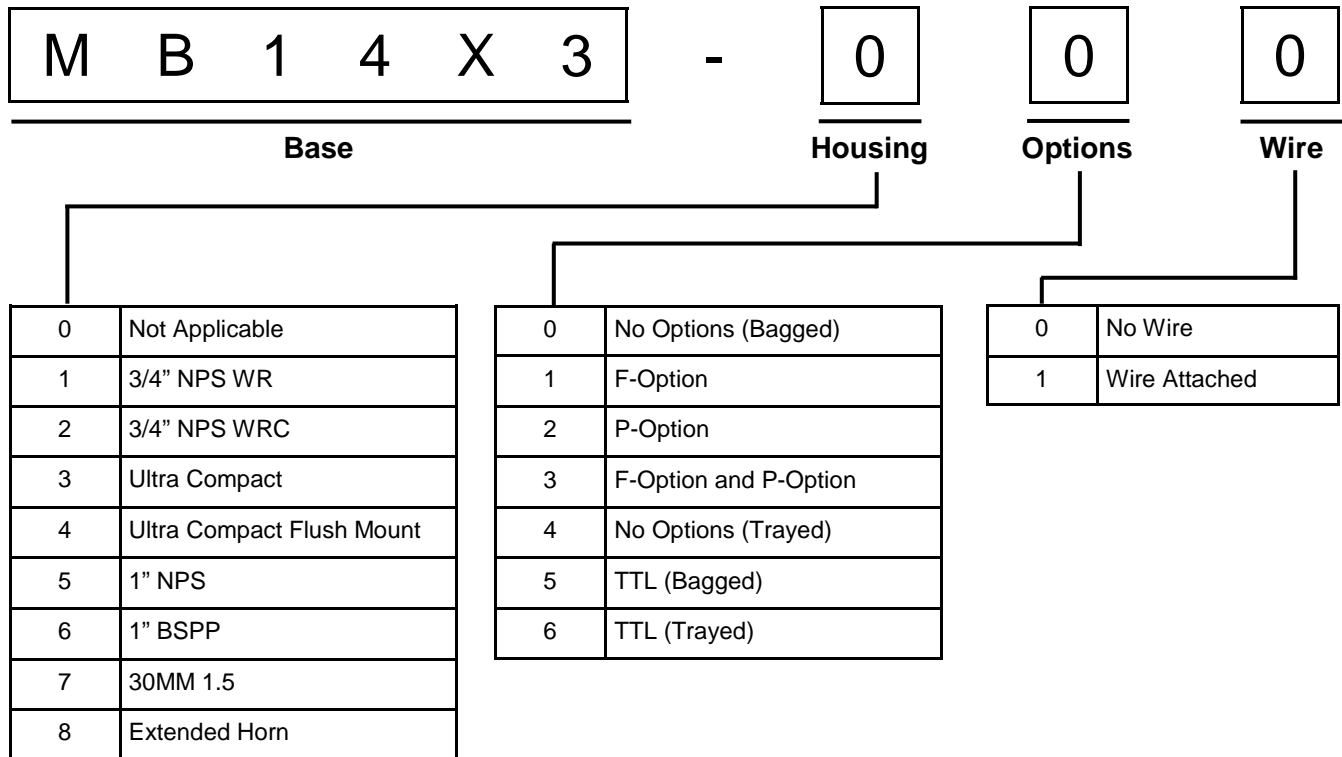 M B 1 4 X 3 - 0 0 0
Base Housing Options Wire
0 Not Applicable
1 3/4” NPS WR
2 3/4” NPS WRC
3 Ultra Compact
4 Ultra Compact Flush Mount
5 1” NPS
6 1” BSPP
7 30MM 1.5
8 Extended Horn
0 No Options (Bagged)
1 F-Option
2 P-Option
3 F-Option and P-Option
4 No Options (Trayed)
5 TTL (Bagged)
6 TTL (Trayed)
0 No Wire
1 Wire Attached